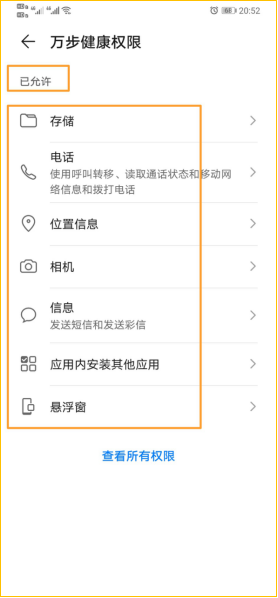 20:52
万步健康权限
已允许
存储
电话
使用呼叫转移、读取通话状态和移动网
络信息和拨打电话
位置信息
相机
信息
发送短信和发送彩信
应用内安装其他应用
悬浮窗
查看所有权限